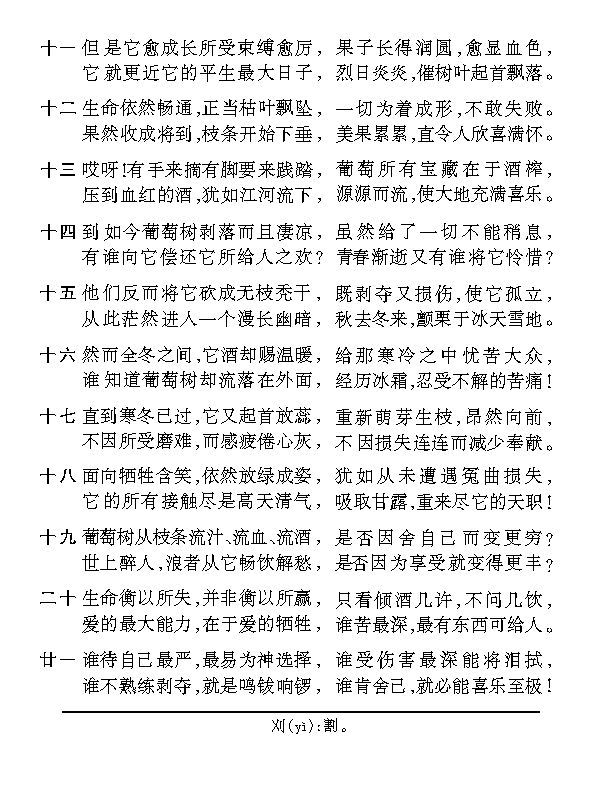 十一 但是它愈成长所受束缚愈厉，果子长得润圆，愈显血色，
它就更近它的平生最大日子，烈日炎炎，催树叶起首飘落。
十二 生命依然畅通，正当枯叶飘坠，一切为着成形，不敢失败。
果然收成将到，枝条开始下垂，美果累累，直令人欣喜满怀。
十三 哎呀！有手来摘有脚要来践踏，葡萄所有宝藏在于酒榨，
压到血红的酒，犹如江河流下，源源而流，使大地充满喜乐。
十四 到如今葡萄树剥落而且凄凉，虽然给了一切不能稍息，
有谁向它偿还它所给人之欢？青春渐逝又有谁将它怜惜？
十五 他们反而将它砍成无枝秃干，既剥夺又损伤，使它孤立，
从此茫然进入一个漫长幽暗，秋去冬来，颤栗于冰天雪地。
十六 然而全冬之间，它酒却赐温暖，给那寒冷之中忧苦大众，
谁知道葡萄树却流落在外面，经历冰霜，忍受不解的苦痛！
十七 直到寒冬已过，它又起首放蕊，重新萌芽生枝，昂然向前，
不因所受磨难，而感疲倦心灰，不因损失连连而减少奉献。
十八 面向牺牲含笑，依然放绿成姿，犹如从未遭遇冤曲损失，
它的所有接触尽是高天清气，吸取甘露，重来尽它的天职！
十九 葡萄树从枝条流汁、流血、流酒，是否因舍自己而变更穷？
世上醉人，浪者从它畅饮解愁，是否因为享受就变得更丰？
二十 生命衡以所失，并非衡以所赢，只看倾酒几许，不问几饮，
爱的最大能力，在于爱的牺牲，谁苦最深，最有东西可给人。
廿一 谁待自己最严，最易为神选择，谁受伤害最深能将泪拭，
谁不熟练剥夺，就是鸣钹响锣，谁肯舍己，就必能喜乐至极！
刈(yì)：割。